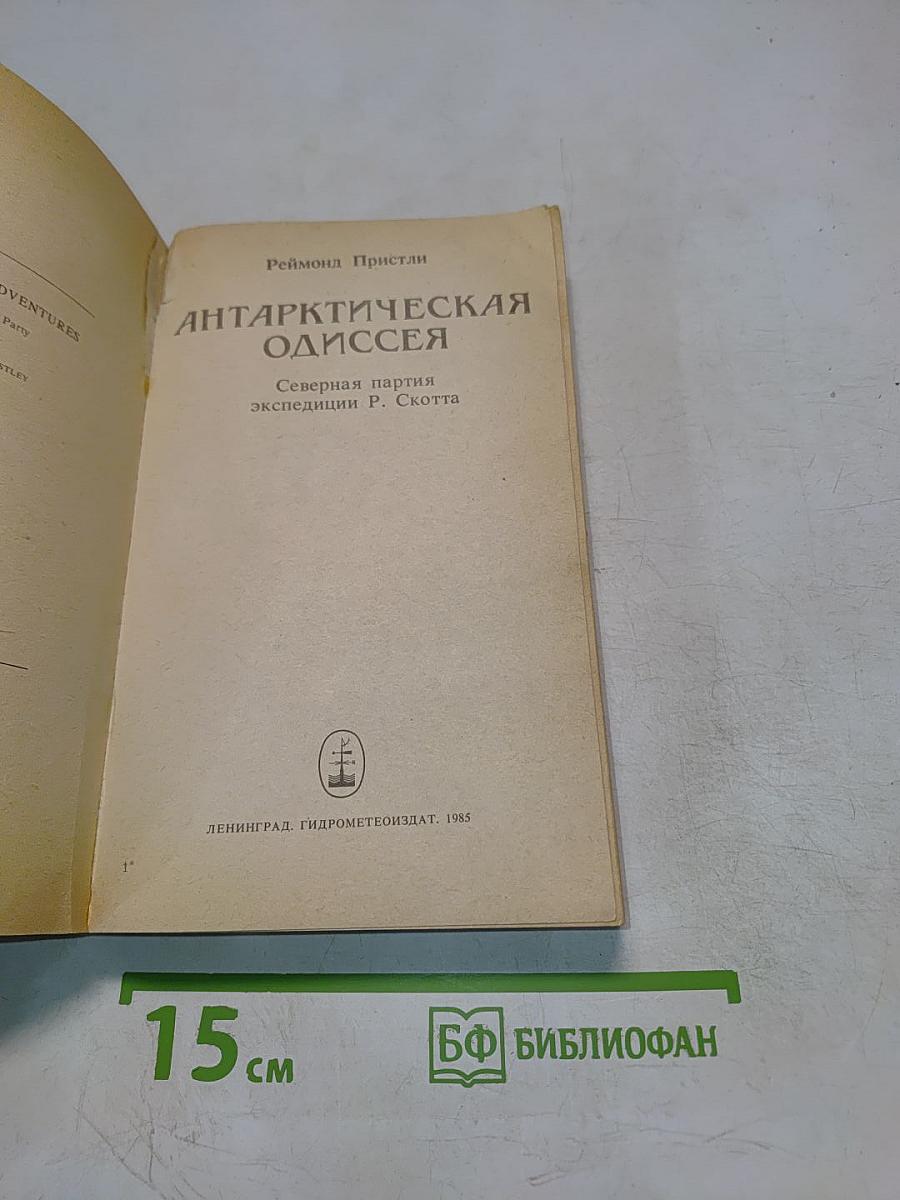 DVENTURES
Party
STLEY
Реймонд Пристли
АНТАРКТИЧЕСКАЯ
ОДИССЕЯ
Северная партия
экспедиции Р. Скотта
ЛЕНИНГРАД. ГИДРОМЕТЕОИЗДАТ. 1985
1*
15 см
БФ БИБЛИОФАН